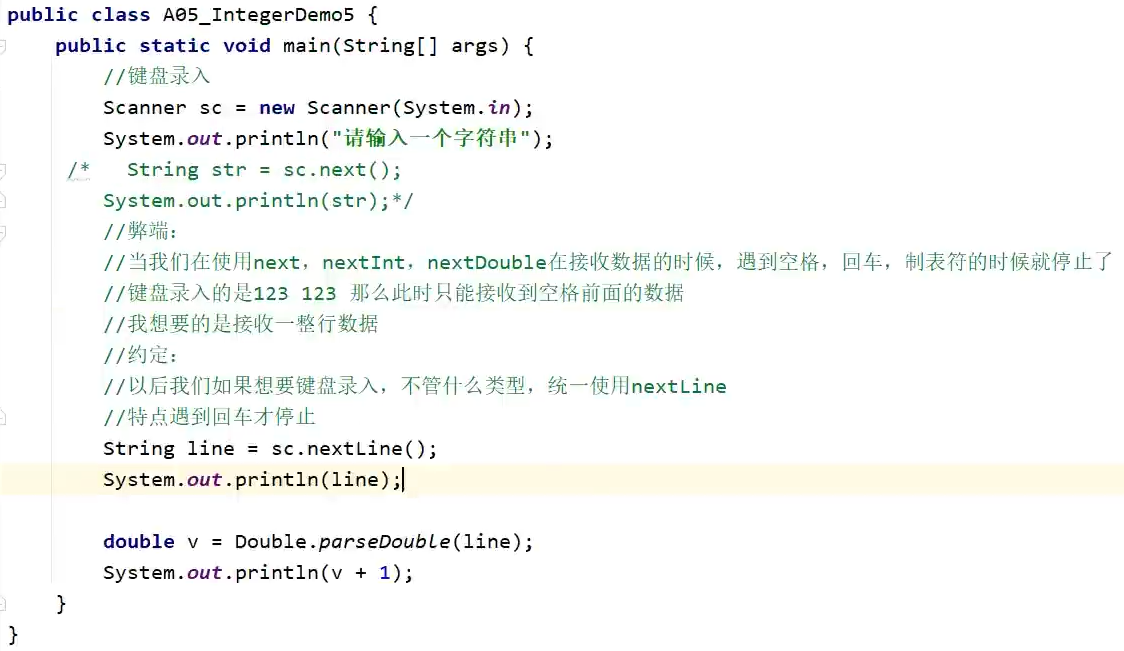 public class A05_IntegerDemo5 {
    public static void main(String[] args) {
        //键盘录入
        Scanner sc = new Scanner(System.in);
        System.out.println("请输入一个字符串");
     /*   String str = sc.next();
        System.out.println(str);*/
        //弊端：
        //当我们在使用next，nextInt，nextDouble在接收数据的时候，遇到空格，回车，制表符的时候就停止了
        //键盘录入的是123 123 那么此时只能接收到空格前面的数据
        //我想要的是接收一整行数据
        //约定：
        //以后我们如果想要键盘录入，不管什么类型，统一使用nextLine
        //特点遇到回车才停止
        String line = sc.nextLine();
        System.out.println(line);

        double v = Double.parseDouble(line);
        System.out.println(v + 1);
    }
}